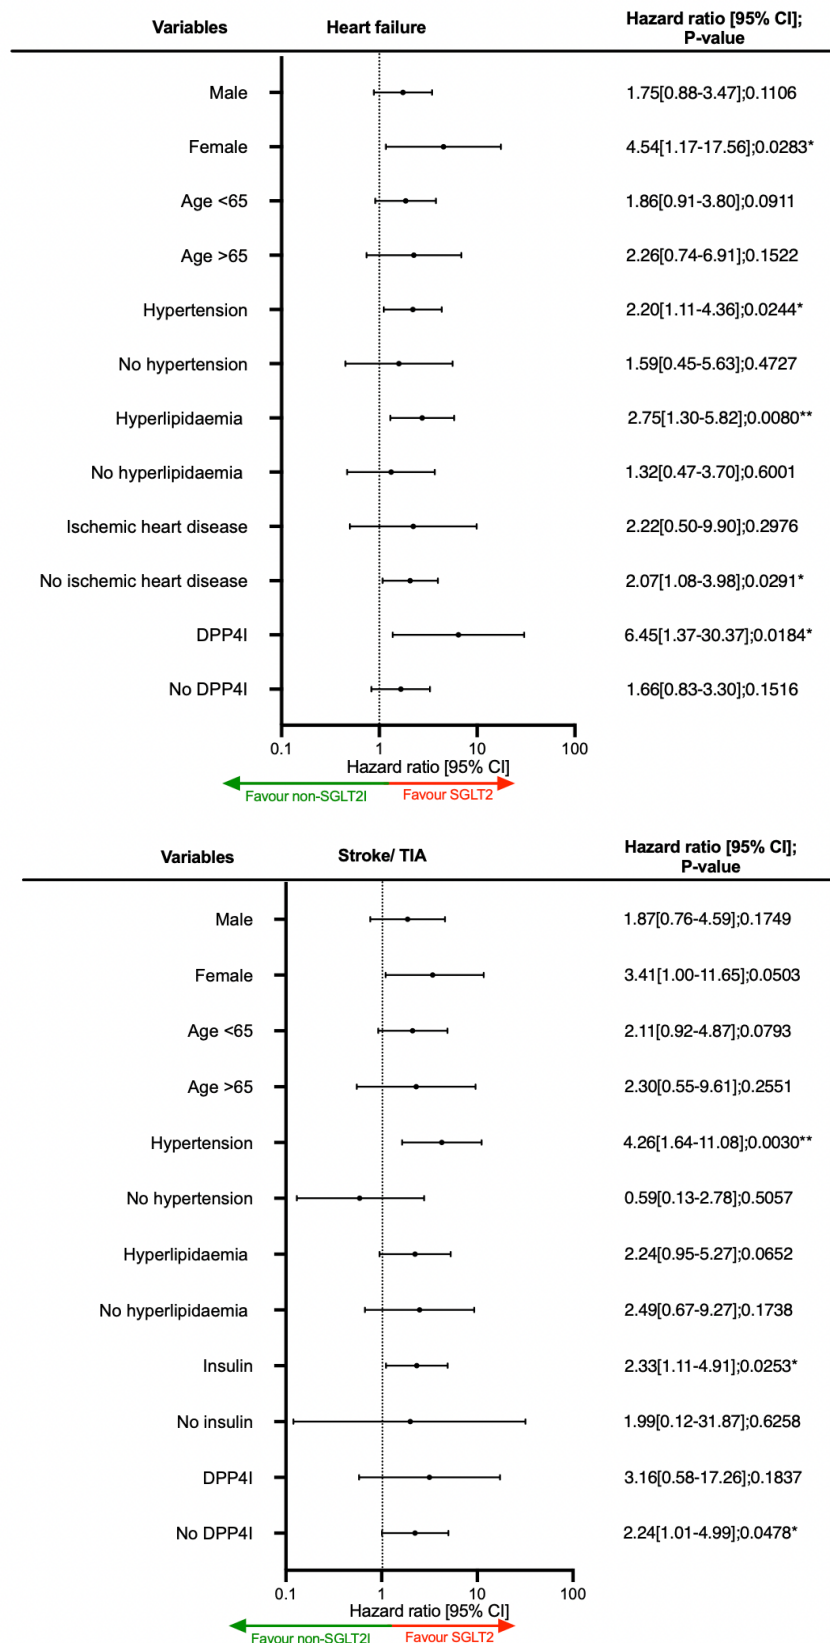 Variables Heart failure Hazard ratio [95% CI];
P-value
Male 1.75[0.88-3.47];0.1106
Female 4.54[1.17-17.56];0.0283*
Age <65 1.86[0.91-3.80];0.0911
Age >65 2.26[0.74-6.91];0.1522
Hypertension 2.20[1.11-4.36];0.0244*
No hypertension 1.59[0.45-5.63];0.4727
Hyperlipidaemia 2.75[1.30-5.82];0.0080**
No hyperlipidaemia 1.32[0.47-3.70];0.6001
Ischemic heart disease 2.22[0.50-9.90];0.2976
No ischemic heart disease 2.07[1.08-3.98];0.0291*
DPP4I 6.45[1.37-30.37];0.0184*
No DPP4I 1.66[0.83-3.30];0.1516
0.1 1 10 100
Hazard ratio [95% CI]
Favour non-SGLT2I Favour SGLT2
Variables Stroke/ TIA Hazard ratio [95% CI];
P-value
Male 1.87[0.76-4.59];0.1749
Female 3.41[1.00-11.65];0.0503
Age <65 2.11[0.92-4.87];0.0793
Age >65 2.30[0.55-9.61];0.2551
Hypertension 4.26[1.64-11.08];0.0030**
No hypertension 0.59[0.13-2.78];0.5057
Hyperlipidaemia 2.24[0.95-5.27];0.0652
No hyperlipidaemia 2.49[0.67-9.27];0.1738
Insulin 2.33[1.11-4.91];0.0253*
No insulin 1.99[0.12-31.87];0.6258
DPP4I 3.16[0.58-17.26];0.1837
No DPP4I 2.24[1.01-4.99];0.0478*
0.1 1 10 100
Hazard ratio [95% CI]
Favour non-SGLT2I Favour SGLT2